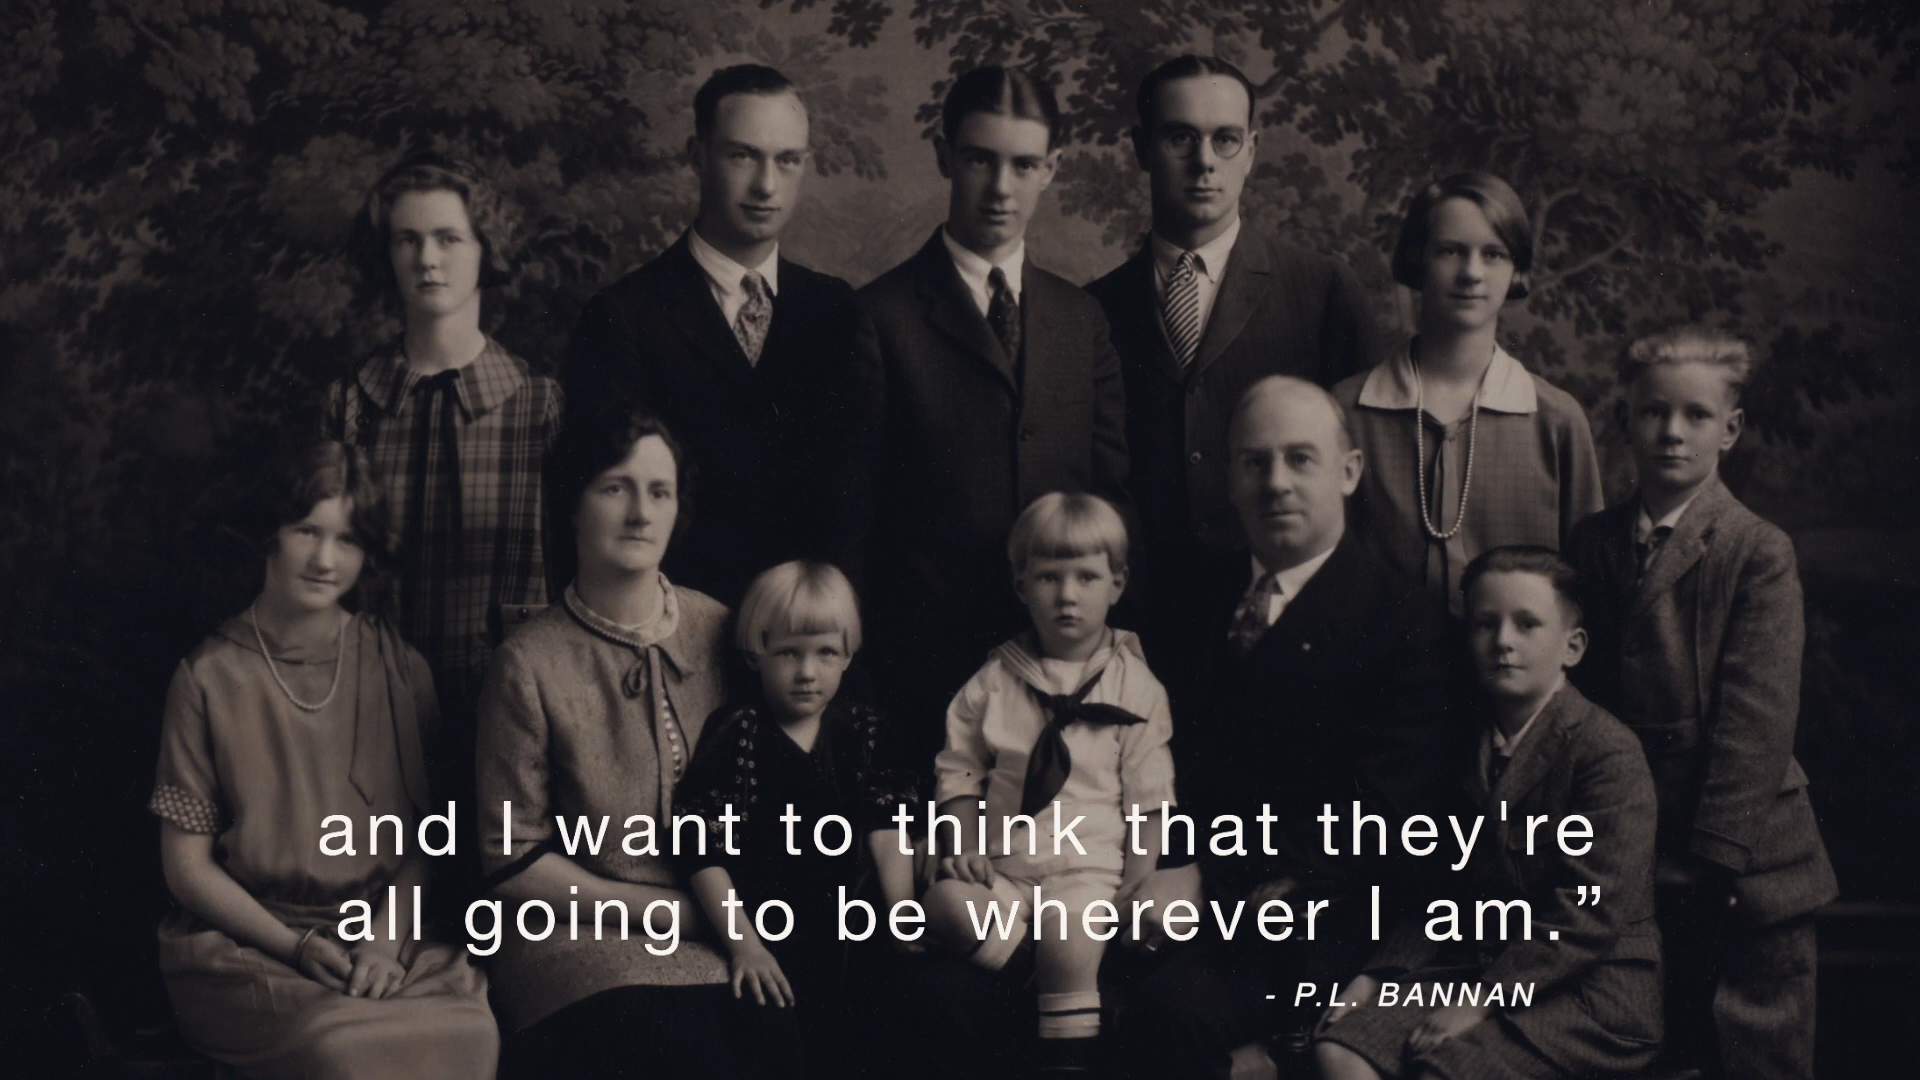 and I want to think that they're
all going to be wherever I am.”
- P.L. BANNAN